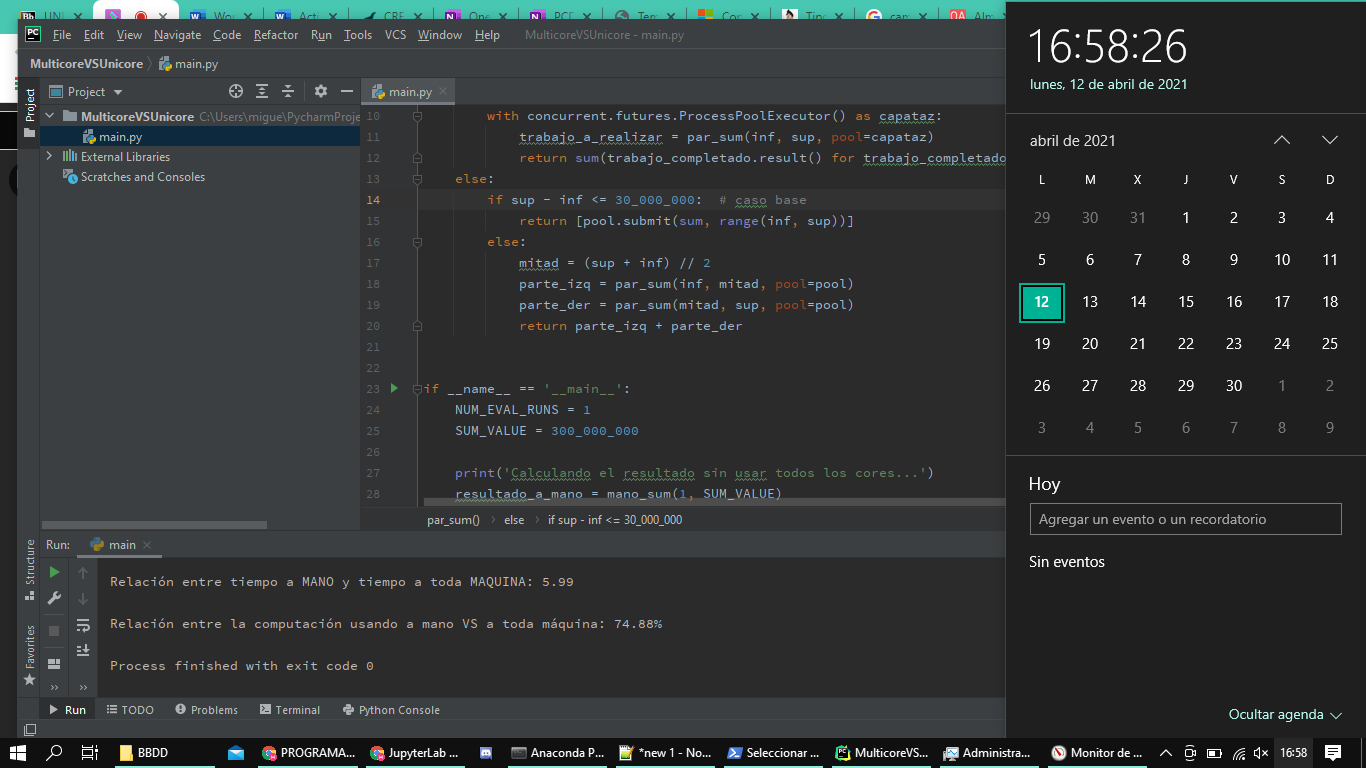 File Edit View Navigate Code Refactor Run Tools VCS Window Help MulticoreVSUnicore - main.py
MulticoreVSUnicore main.py
Project
Project
main.py
MulticoreVSUnicore C:\Users\migue\PycharmProje
main.py
External Libraries
Scratches and Consoles
10 with concurrent.futures.ProcessPoolExecutor() as capataz:
11 trabajo_a_realizar = par_sum(inf, sup, pool=capataz)
12 return sum(trabajo_completado.result() for trabajo_completado
13 else:
14 if sup - inf <= 30_000_000: # caso base
15 return [pool.submit(sum, range(inf, sup))]
16 else:
17 mitad = (sup + inf) // 2
18 parte_izq = par_sum(inf, mitad, pool=pool)
19 parte_der = par_sum(mitad, sup, pool=pool)
20 return parte_izq + parte_der
21
22
23 if __name__ == '__main__':
24 NUM_EVAL_RUNS = 1
25 SUM_VALUE = 300_000_000
26
27 print('Calculando el resultado sin usar todos los cores...')
28 resultado_a_mano = mano_sum(1, SUM_VALUE)
par_sum() else if sup - inf <= 30_000_000
Structure
Favorites
Run: main
Relación entre tiempo a MANO y tiempo a toda MAQUINA: 5.99
Relación entre la computación usando a mano VS a toda máquina: 74.88%
Process finished with exit code 0
Run TODO Problems Terminal Python Console
16:58:26
lunes, 12 de abril de 2021
abril de 2021
L M X J V S D
29 30 31 1 2 3 4
5 6 7 8 9 10 11
12 13 14 15 16 17 18
19 20 21 22 23 24 25
26 27 28 29 30 1 2
3 4 5 6 7 8 9
Hoy
Agregar un evento o un recordatorio
Sin eventos
Ocultar agenda
BBDD PROGRAMA... JupyterLab ... Anaconda P... *new 1 - No... Seleccionar ... MulticoreVS... Administra... Monitor de ... 16:58